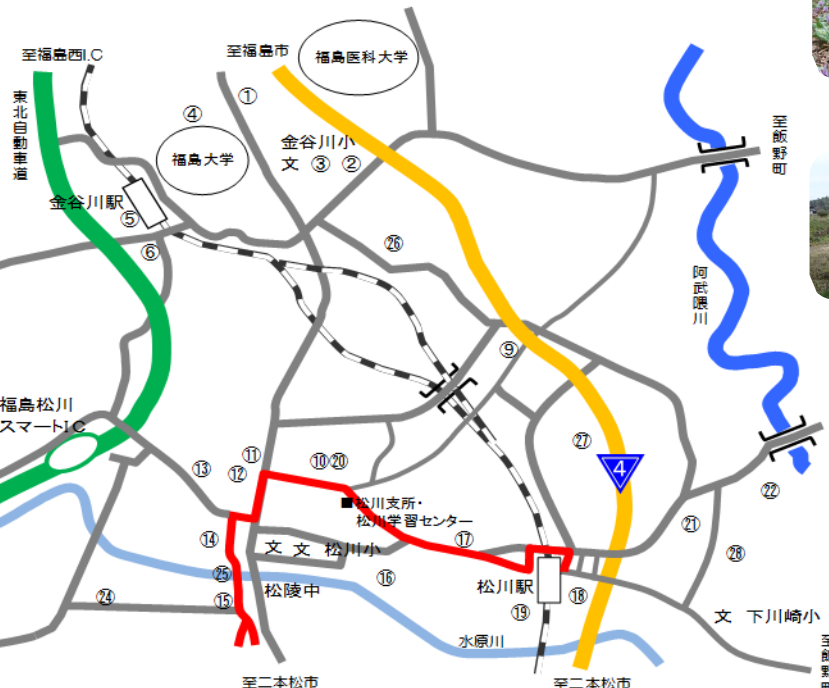 至福島西I.C
至福島市
福島医科大学
東北自動車道
④
①
福島大学
金谷川小
文 ③ ②
至飯野町
金谷川駅
⑤
⑥
㉖
阿武隈川
⑨
福島松川
スマートIC
⑪
⑬
⑫
⑩⑳
㉗
4
■松川支所・
松川学習センター
㉒
⑭
文 文 松川小
⑰
㉑
㉘
㉕
⑯
松陵中
松川駅
⑱
㉔
⑮
⑲
文 下川崎小
水原川
至二本松市
至二本松市
至飯野町